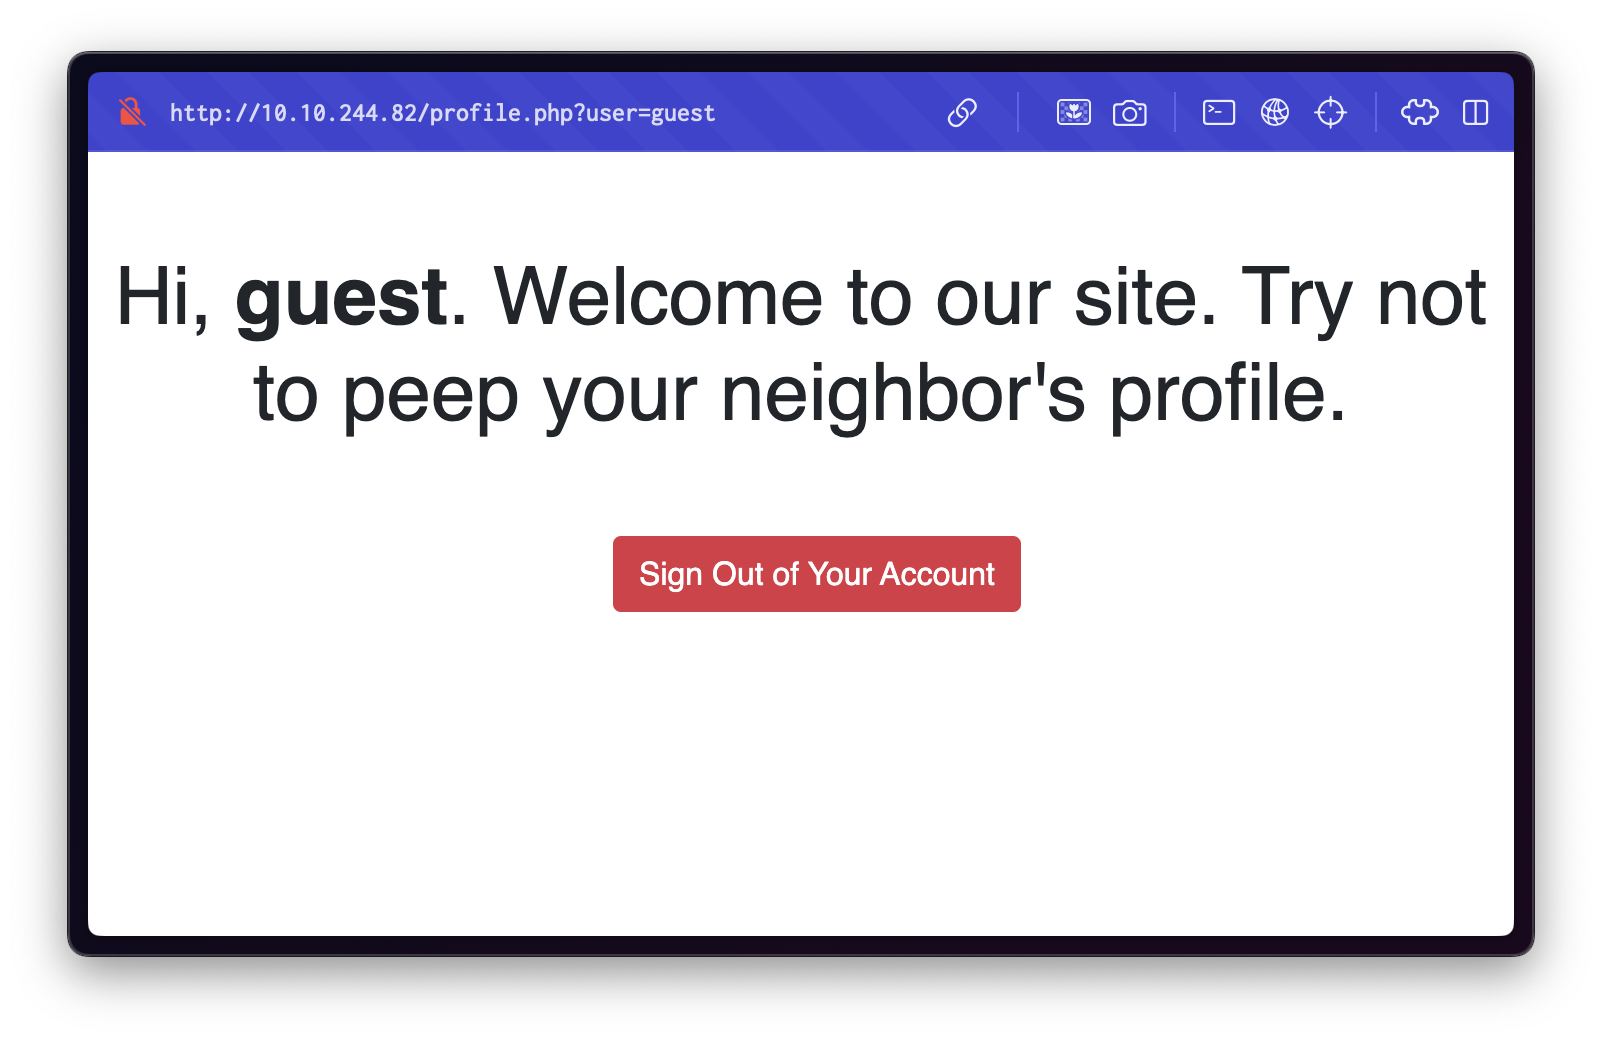 http://10.10.244.82/profile.php?user=guest
Hi, guest. Welcome to our site. Try not
to peep your neighbor's profile.
Sign Out of Your Account